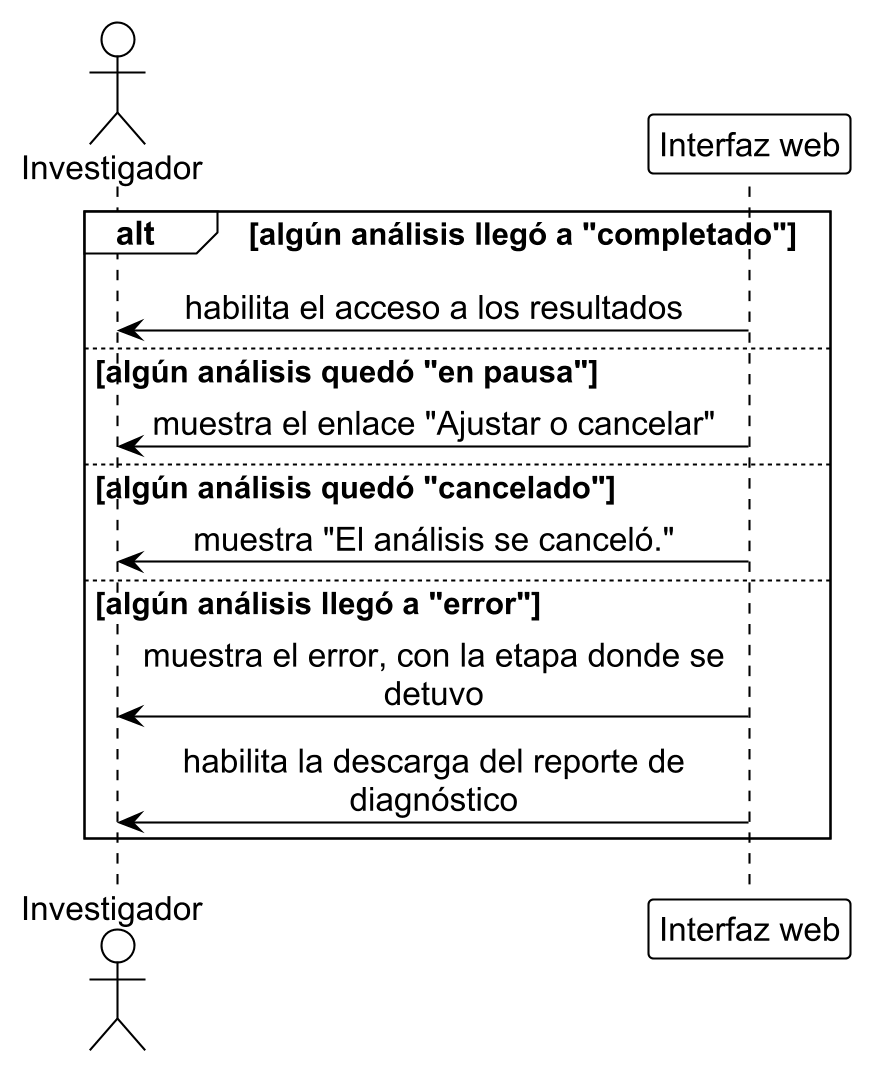 Investigador
Interfaz web
alt
[algún análisis llegó a "completado"]
habilita el acceso a los resultados
[algún análisis quedó "en pausa"]
muestra el enlace "Ajustar o cancelar"
[algún análisis quedó "cancelado"]
muestra "El análisis se canceló."
[algún análisis llegó a "error"]
muestra el error, con la etapa donde se
detuvo
habilita la descarga del reporte de
diagnóstico
Investigador
Interfaz web